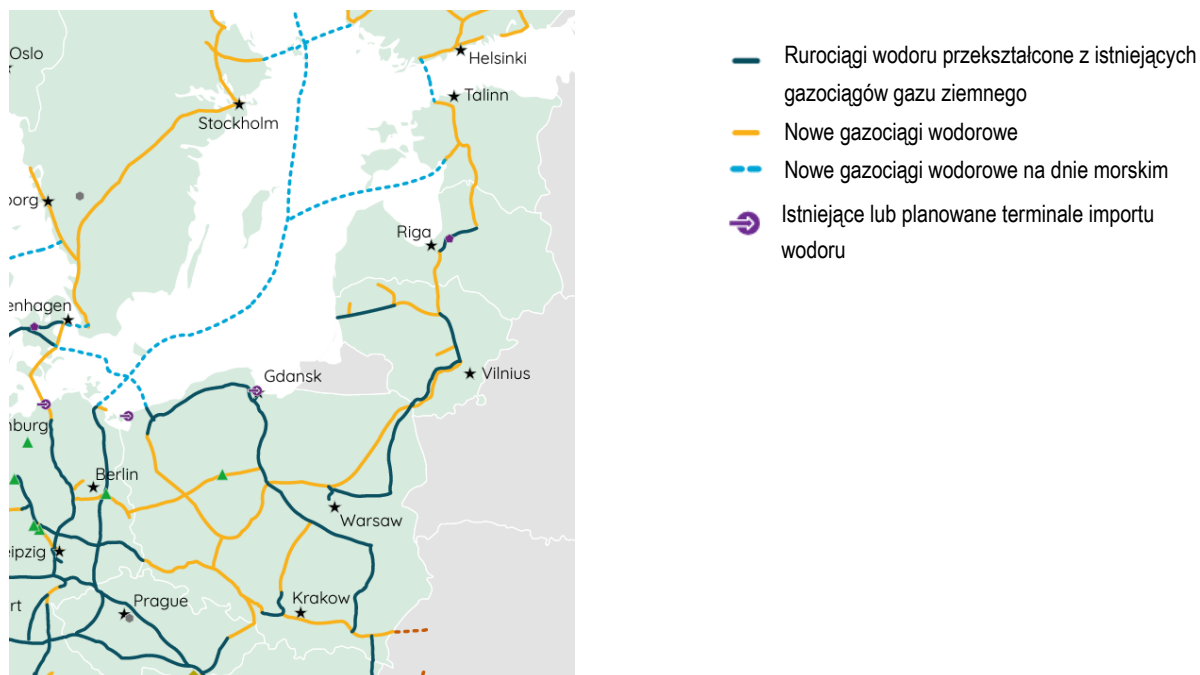 Oslo
Helsinki
Talinn
Stockholm
borg
Riga
enhagen
Gdansk
Vilnius
nburg
Berlin
Warsaw
eipzig
Prague
Krakow
rt
Rurociągi wodoru przekształcone z istniejących
gazociągów gazu ziemnego
Nowe gazociągi wodorowe
Nowe gazociągi wodorowe na dnie morskim
Istniejące lub planowane terminale importu
wodoru